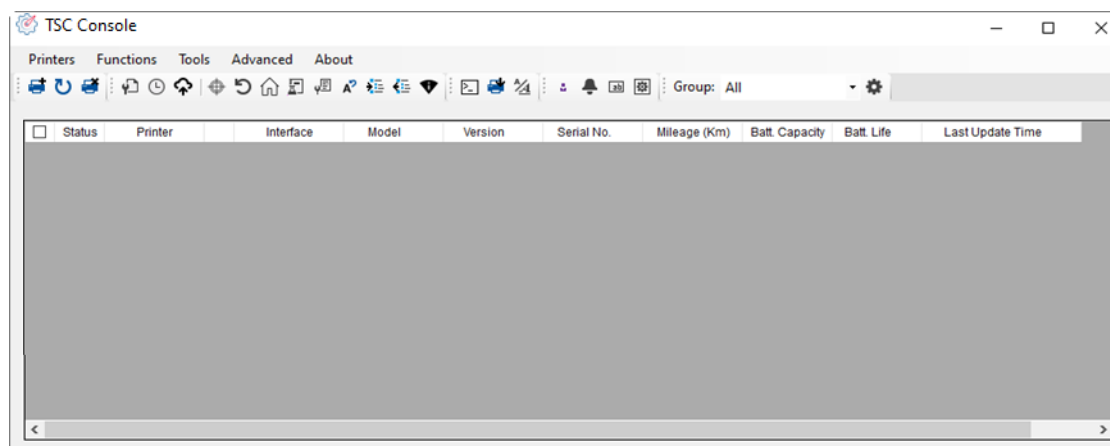 TSC Console
Printers Functions Tools Advanced About
Group: All
Status Printer Interface Model Version Serial No. Mileage (Km) Batt. Capacity Batt. Life Last Update Time